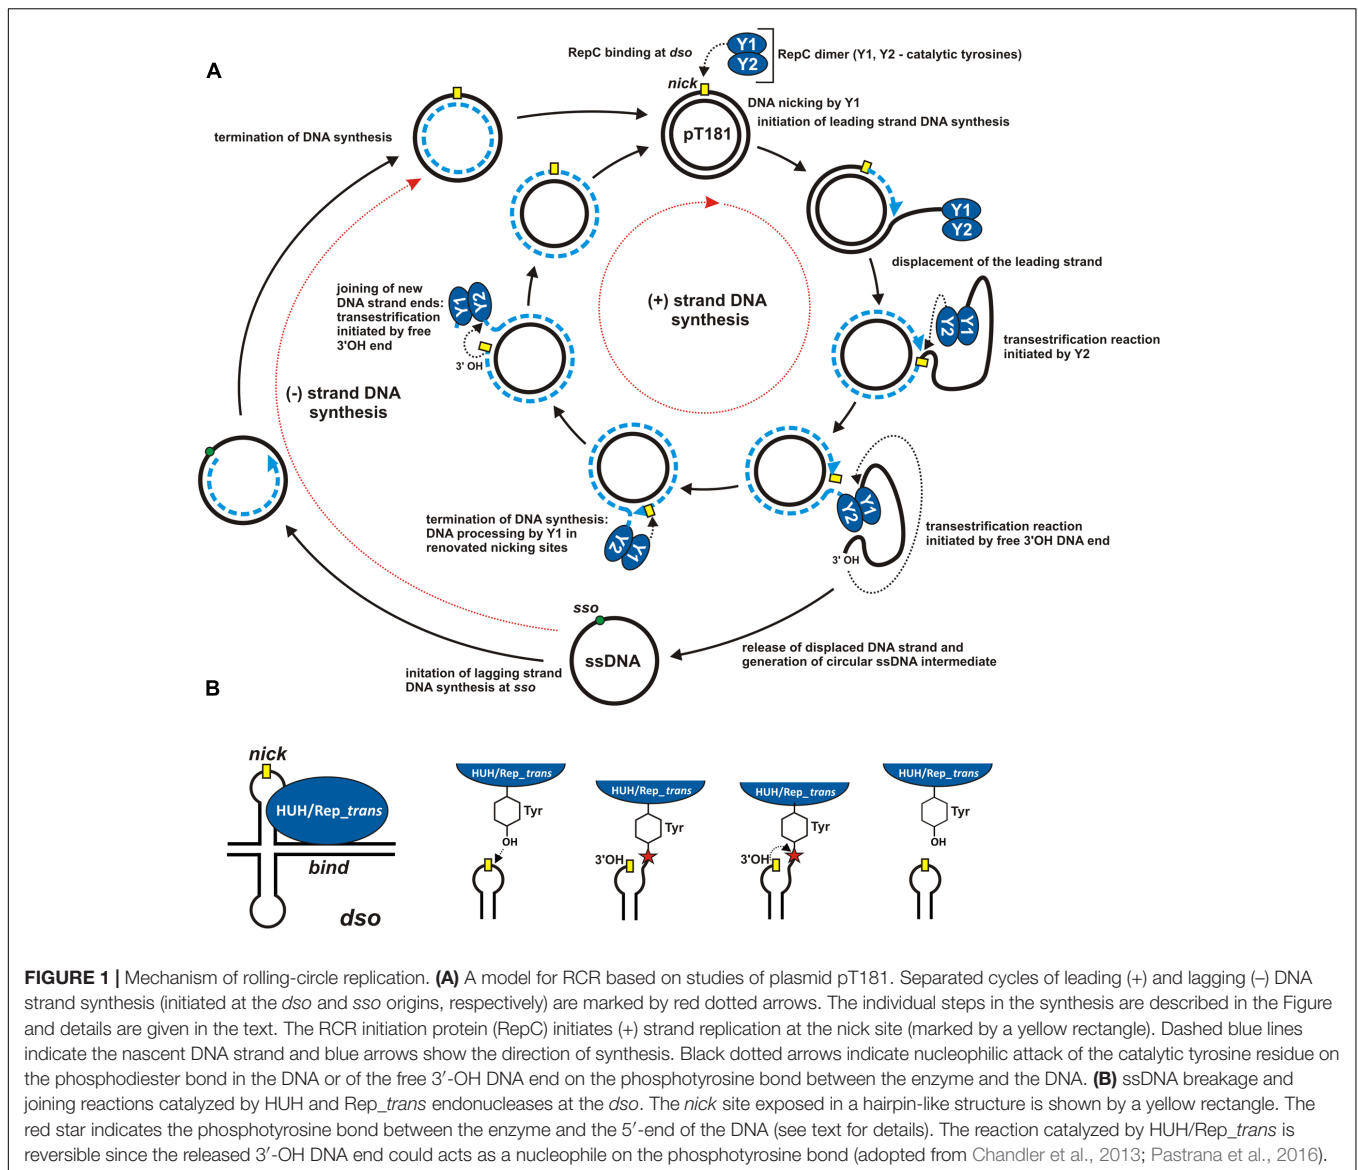 A
RepC binding at dso
Y1
Y2
RepC dimer (Y1, Y2 - catalytic tyrosines)
nick
DNA nicking by Y1
initiation of leading strand DNA synthesis
pT181
termination of DNA synthesis
Y1
Y2
displacement of the leading strand
joining of new
DNA strand ends:
transestrification
initiated by free
3'OH end
Y1
Y2
3' OH
(+) strand DNA
synthesis
Y2
Y1
transestrification reaction
initiated by Y2
(-) strand DNA
synthesis
Y2
Y1
transestrification reaction
initiated by free 3'OH DNA end
3' OH
termination of DNA synthesis:
DNA processing by Y1 in
renovated nicking sites
Y2
Y1
sso
ssDNA
release of displaced DNA strand and
generation of circular ssDNA intermediate
initation of lagging strand
DNA synthesis at sso
B
nick
HUH/Rep_trans
bind
dso
HUH/Rep_trans
Tyr
OH
HUH/Rep_trans
Tyr
3'OH
HUH/Rep_trans
Tyr
3'OH
HUH/Rep_trans
Tyr
OH
FIGURE 1 | Mechanism of rolling-circle replication. (A) A model for RCR based on studies of plasmid pT181. Separated cycles of leading (+) and lagging (–) DNA
strand synthesis (initiated at the dso and sso origins, respectively) are marked by red dotted arrows. The individual steps in the synthesis are described in the Figure
and details are given in the text. The RCR initiation protein (RepC) initiates (+) strand replication at the nick site (marked by a yellow rectangle). Dashed blue lines
indicate the nascent DNA strand and blue arrows show the direction of synthesis. Black dotted arrows indicate nucleophilic attack of the catalytic tyrosine residue on
the phosphodiester bond in the DNA or of the free 3′-OH DNA end on the phosphotyrosine bond between the enzyme and the DNA. (B) ssDNA breakage and
joining reactions catalyzed by HUH and Rep_trans endonucleases at the dso. The nick site exposed in a hairpin-like structure is shown by a yellow rectangle. The
red star indicates the phosphotyrosine bond between the enzyme and the 5′-end of the DNA (see text for details). The reaction catalyzed by HUH/Rep_trans is
reversible since the released 3′-OH DNA end could acts as a nucleophile on the phosphotyrosine bond (adopted from Chandler et al., 2013; Pastrana et al., 2016).